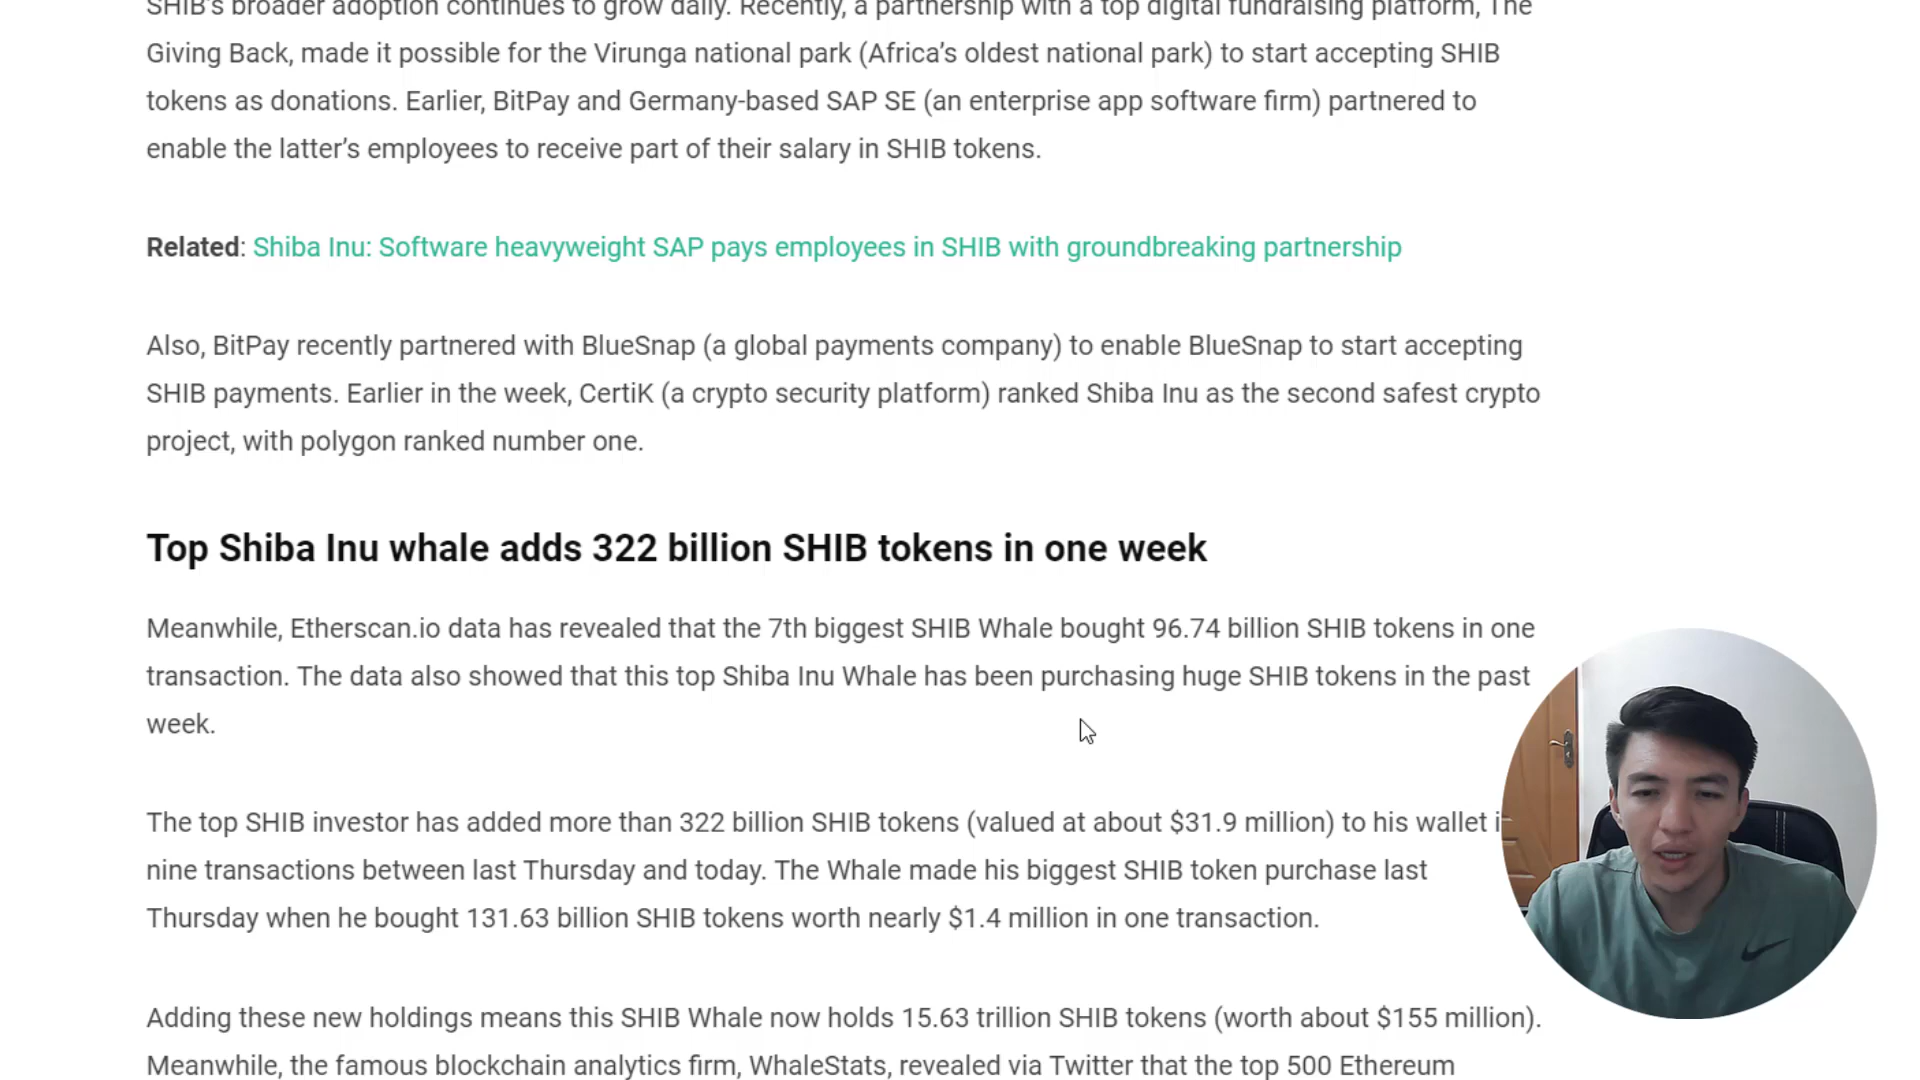 SHIB's broader adoption continues to grow daily. Recently, a partnership with a top digital fundraising platform, The
Giving Back, made it possible for the Virunga national park (Africa’s oldest national park) to start accepting SHIB
tokens as donations. Earlier, BitPay and Germany-based SAP SE (an enterprise app software firm) partnered to
enable the latter’s employees to receive part of their salary in SHIB tokens.
Related: Shiba Inu: Software heavyweight SAP pays employees in SHIB with groundbreaking partnership
Also, BitPay recently partnered with BlueSnap (a global payments company) to enable BlueSnap to start accepting
SHIB payments. Earlier in the week, CertiK (a crypto security platform) ranked Shiba Inu as the second safest crypto
project, with polygon ranked number one.
Top Shiba Inu whale adds 322 billion SHIB tokens in one week
Meanwhile, Etherscan.io data has revealed that the 7th biggest SHIB Whale bought 96.74 billion SHIB tokens in one
transaction. The data also showed that this top Shiba Inu Whale has been purchasing huge SHIB tokens in the past
week.
The top SHIB investor has added more than 322 billion SHIB tokens (valued at about $31.9 million) to his wallet
nine transactions between last Thursday and today. The Whale made his biggest SHIB token purchase last
Thursday when he bought 131.63 billion SHIB tokens worth nearly $1.4 million in one transaction.
Adding these new holdings means this SHIB Whale now holds 15.63 trillion SHIB tokens (worth about $155 million).
Meanwhile, the famous blockchain analytics firm, WhaleStats, revealed via Twitter that the top 500 Ethereum